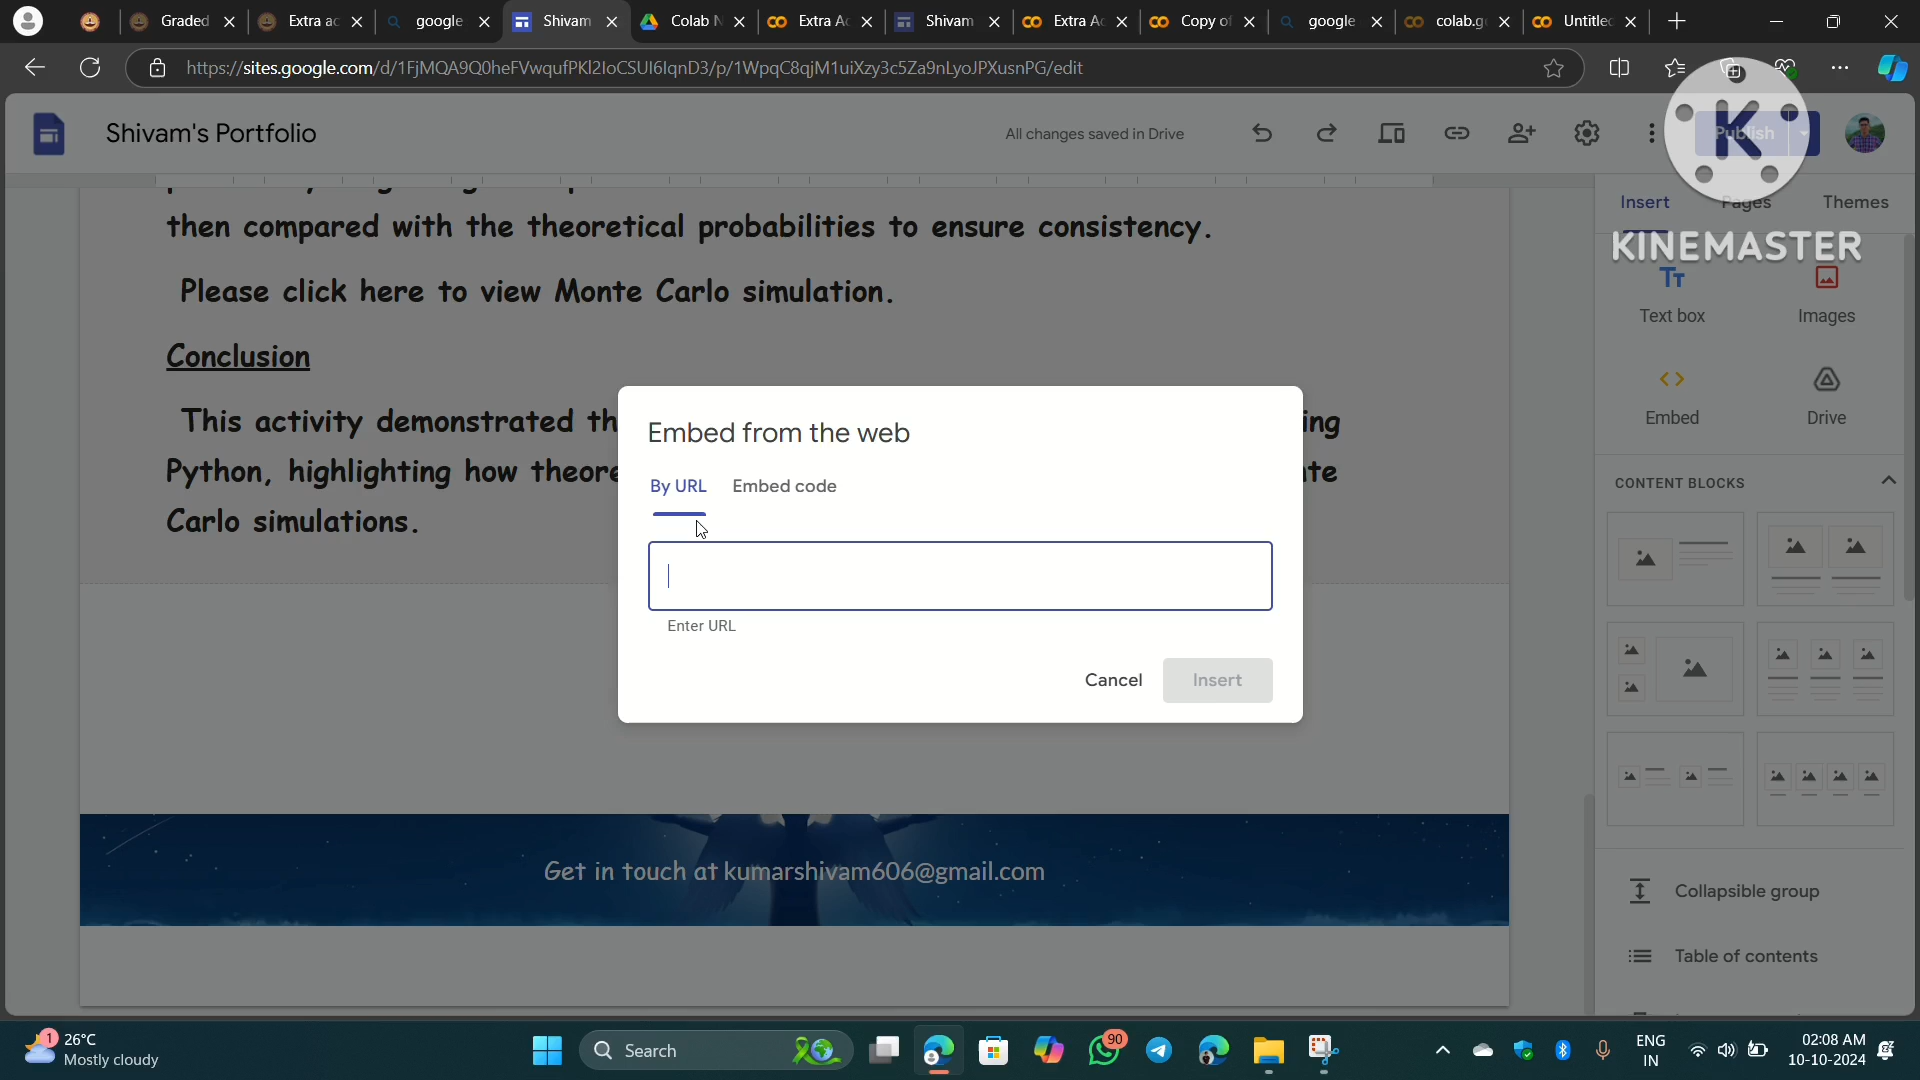 Graded
Extra ac
google
Shivam
Colab N
Extra Ac
Shivam
Extra Ac
Copy of
google
colab.g
Untitled
https://sites.google.com/d/1FjMQA9Q0heFVwqufPKl2IoCSUI6IqnD3/p/1WpqC8qjM1uiXzy3c5Za9nLyoJPXusnPG/edit
Shivam's Portfolio
All changes saved in Drive
Publish
K
KINEMASTER
Insert
Pages
Themes
then compared with the theoretical probabilities to ensure consistency.
Please click here to view Monte Carlo simulation.
Conclusion
This activity demonstrated th
ing
Python, highlighting how theore
te
Carlo simulations.
Embed from the web
By URL
Embed code
Enter URL
Cancel
Insert
Get in touch at kumarshivam606@gmail.com
Text box
Images
Embed
Drive
CONTENT BLOCKS
Collapsible group
Table of contents
1
26°C
Mostly cloudy
Search
90
ENG
IN
02:08 AM
10-10-2024